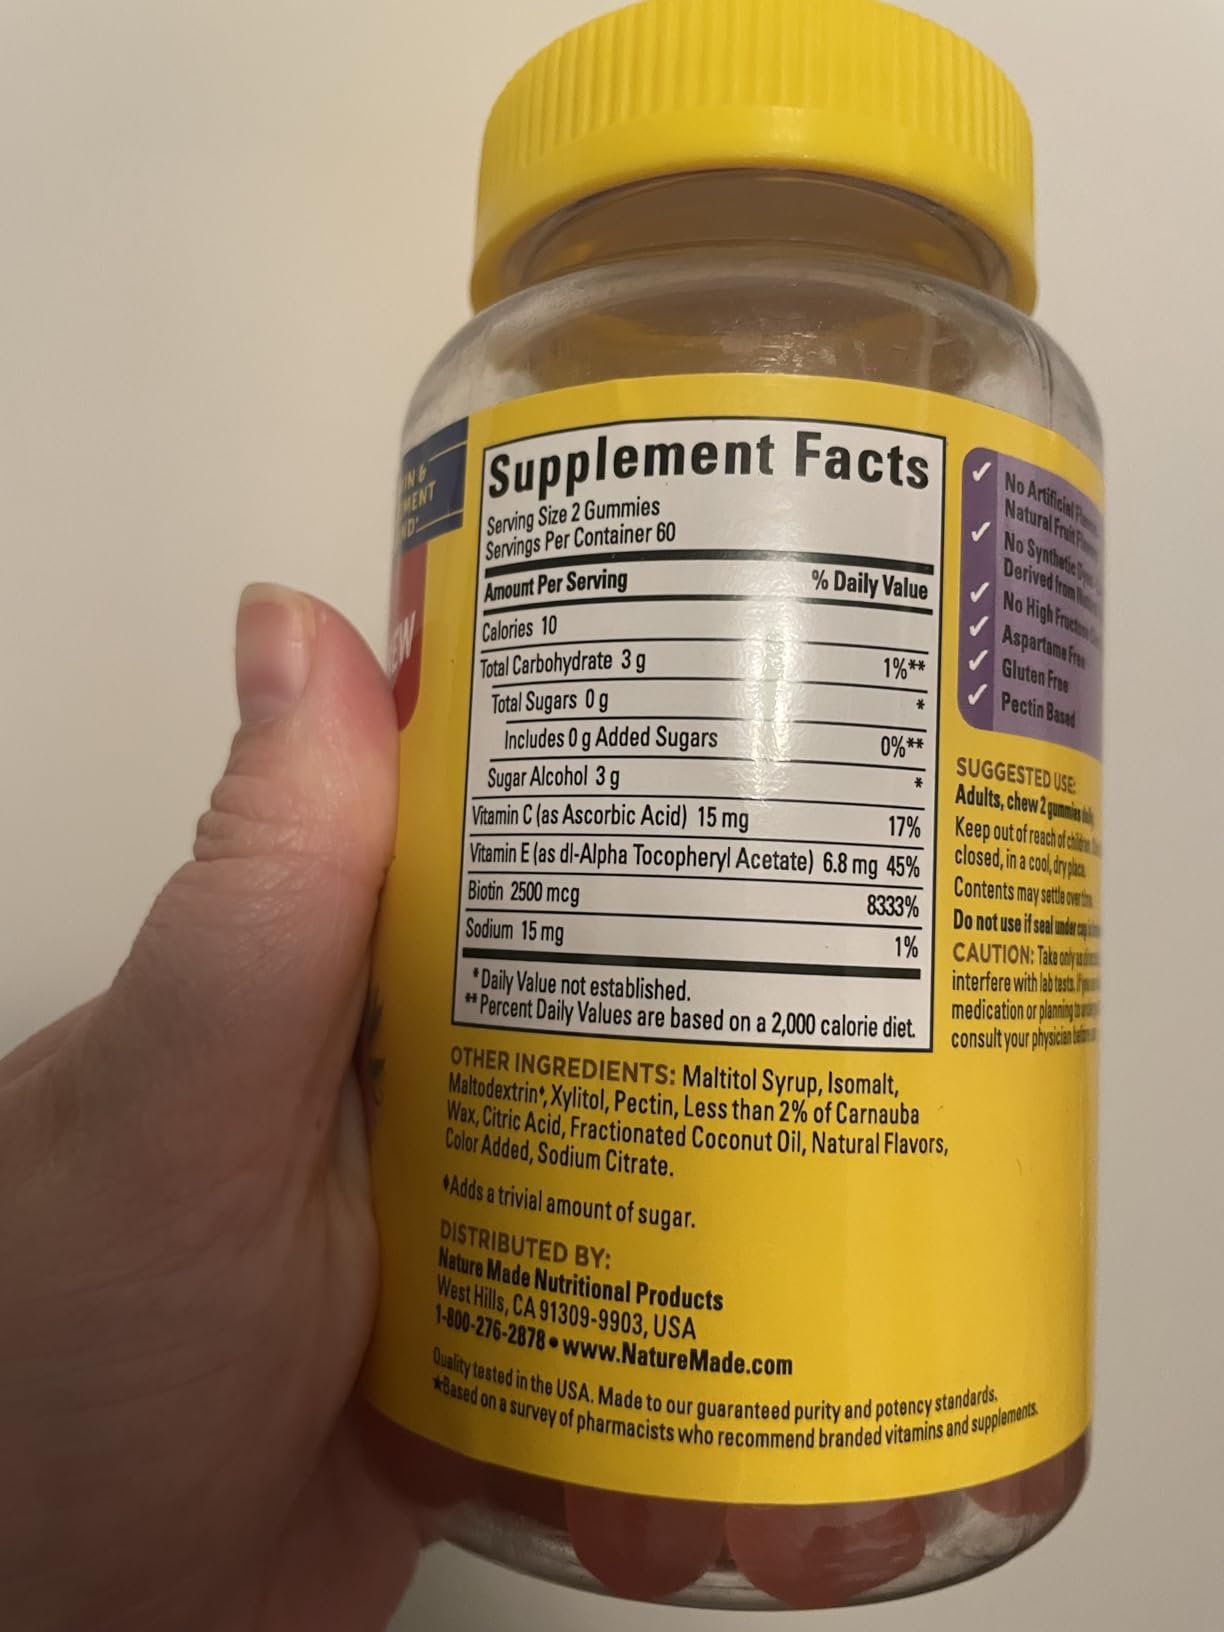 IN &
MENT
ND:
EW
Supplement Facts
Serving Size 2 Gummies
Servings Per Container 60
Amount Per Serving % Daily Value
Calories 10
Total Carbohydrate 3 g 1%**
Total Sugars 0 g *
Includes 0 g Added Sugars 0%**
Sugar Alcohol 3 g *
Vitamin C (as Ascorbic Acid) 15 mg 17%
Vitamin E (as dl-Alpha Tocopheryl Acetate) 6.8 mg 45%
Biotin 2500 mcg 8333%
Sodium 15 mg 1%
* Daily Value not established.
** Percent Daily Values are based on a 2,000 calorie diet.
OTHER INGREDIENTS: Maltitol Syrup, Isomalt,
Maltodextrin♦, Xylitol, Pectin, Less than 2% of Carnauba
Wax, Citric Acid, Fractionated Coconut Oil, Natural Flavors,
Color Added, Sodium Citrate.
♦Adds a trivial amount of sugar.
DISTRIBUTED BY:
Nature Made Nutritional Products
West Hills, CA 91309-9903, USA
1-800-276-2878 • www.NatureMade.com
Quality tested in the USA. Made to our guaranteed purity and potency standards.
★Based on a survey of pharmacists who recommend branded vitamins and supplements.
✓ No Artificial
Natural Fruit
✓ No Synthetic
Derived from
✓ No High Fructose
✓ Aspartame Free
✓ Gluten Free
✓ Pectin Based
SUGGESTED USE:
Adults, chew 2 gummies
Keep out of reach of children.
closed, in a cool, dry place.
Contents may settle over time.
Do not use if seal under cap
CAUTION: Take only as
interfere with lab tests. If
medication or planning to
consult your physician before